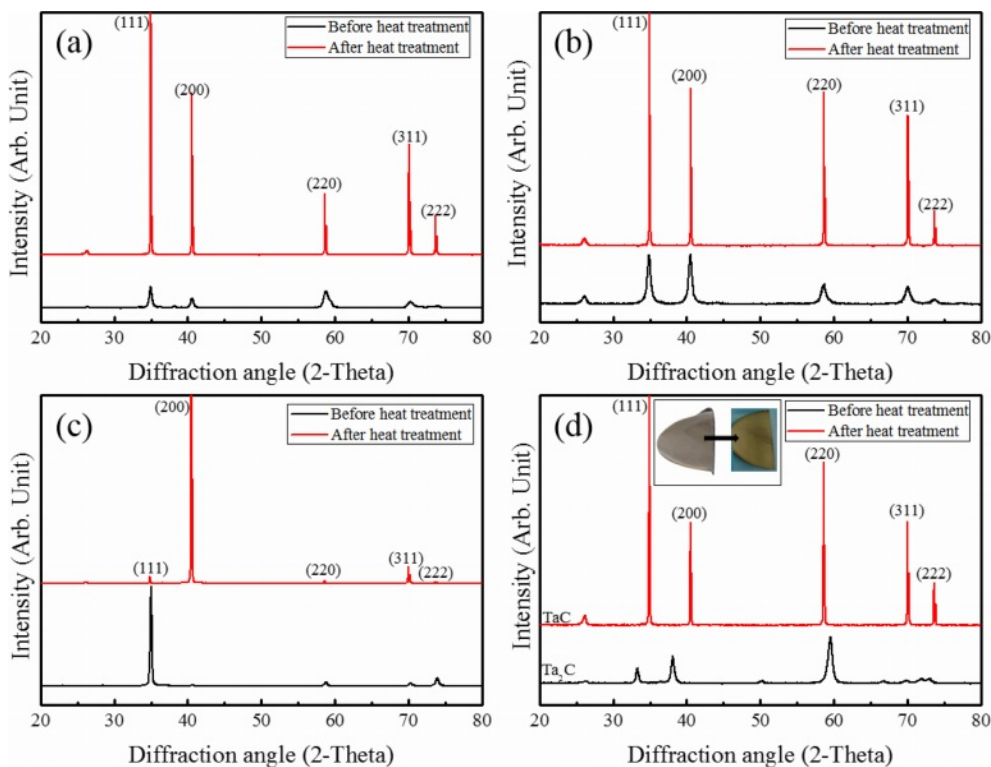 (a)
(111)
(200)
(220)
(311)
(222)
Before heat treatment
After heat treatment
Intensity (Arb. Unit)
20 30 40 50 60 70 80
Diffraction angle (2-Theta)
(b)
(111)
(200)
(220)
(311)
(222)
Before heat treatment
After heat treatment
Intensity (Arb. Unit)
20 30 40 50 60 70 80
Diffraction angle (2-Theta)
(c)
(200)
(111)
(220)
(311)
(222)
Before heat treatment
After heat treatment
Intensity (Arb. Unit)
20 30 40 50 60 70 80
Diffraction angle (2-Theta)
(d)
(111)
(200)
(220)
(311)
(222)
Before heat treatment
After heat treatment
TaC
Ta₂C
Intensity (Arb. Unit)
20 30 40 50 60 70 80
Diffraction angle (2-Theta)